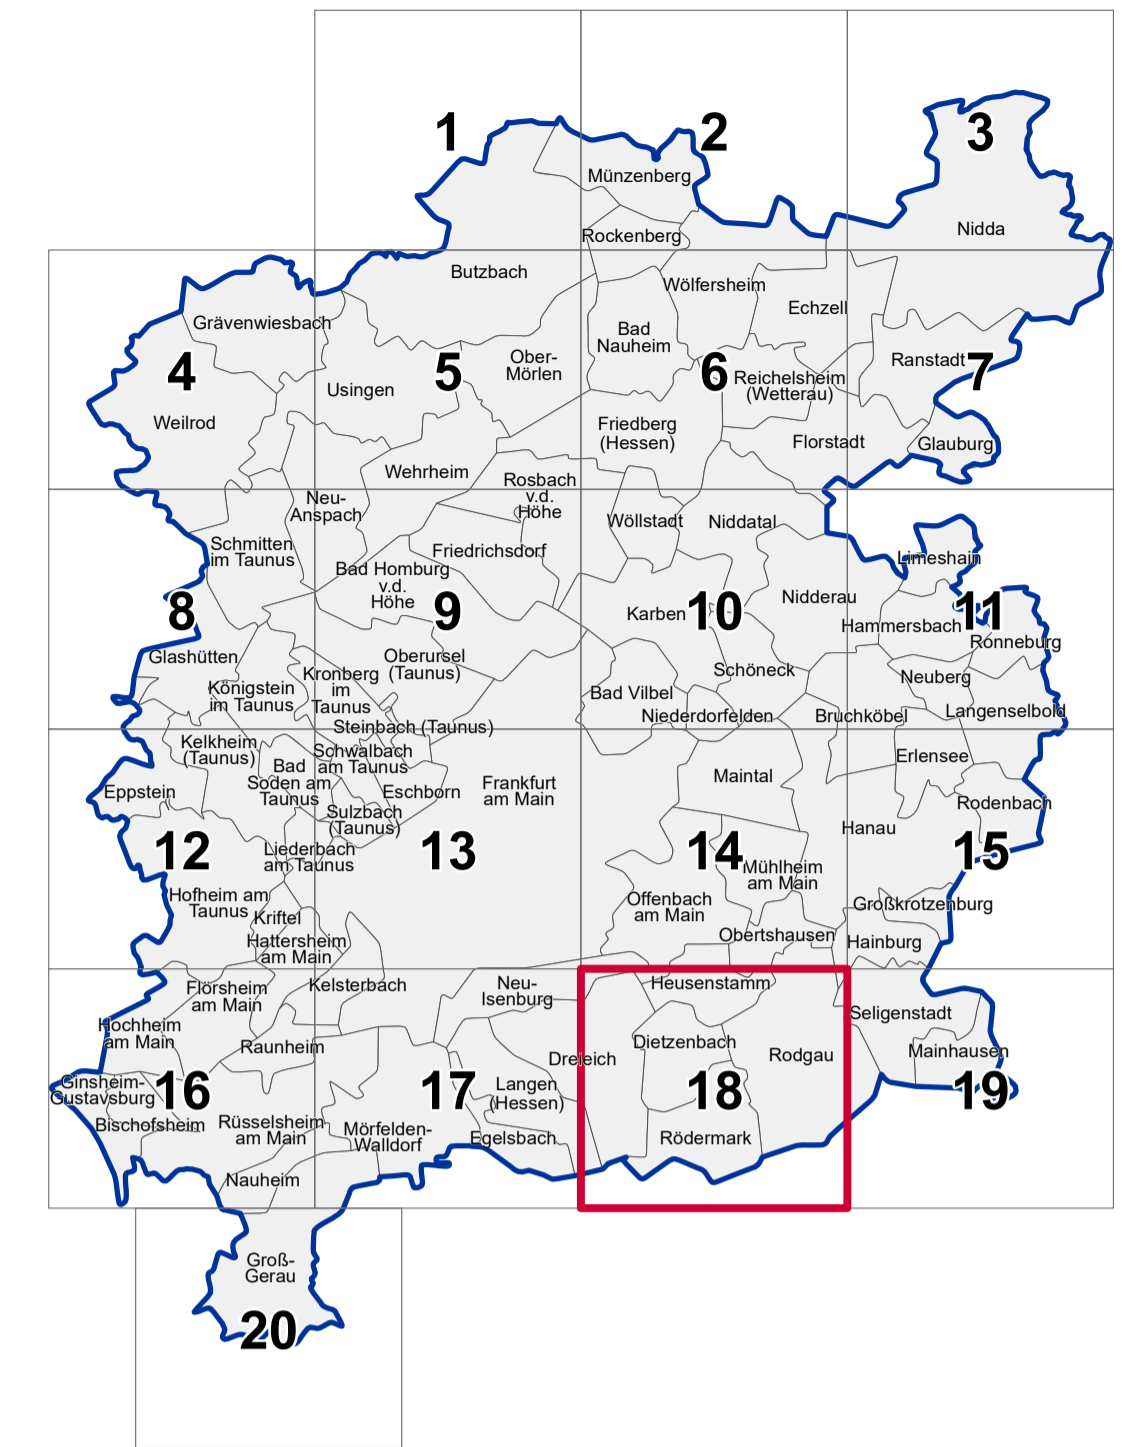 1
2
3
Münzenberg
Nidda
Rockenberg
Butzbach
Wölfersheim
Echzell
Grävenwiesbach
Bad
Nauheim
Ober-
Mörlen
Ranstadt
4
5
6
7
Usingen
Reichelsheim
(Wetterau)
Weilrod
Friedberg
(Hessen)
Florstadt
Glauburg
Wehrheim
Rosbach
v.d.
Höhe
Neu-
Anspach
Wöllstadt
Niddatal
Schmitten
im Taunus
Friedrichsdorf
Limeshain
Bad Homburg
v.d.
Höhe
8
9
10
11
Nidderau
Karben
Hammersbach
Ronneburg
Glashütten
Oberursel
(Taunus)
Schöneck
Kronberg
im
Taunus
Neuberg
Königstein
im Taunus
Bad Vilbel
Niederdorfelden
Bruchköbel
Langenselbold
Steinbach (Taunus)
Kelkheim
(Taunus)
Schwalbach
am Taunus
Erlensee
Bad
Soden am
Taunus
Maintal
Eppstein
Eschborn
Frankfurt
am Main
Rodenbach
Sulzbach
(Taunus)
Hanau
12
13
14
15
Liederbach
am Taunus
Mühlheim
am Main
Hofheim am
Taunus
Offenbach
am Main
Großkrotzenburg
Kriftel
Obertshausen
Hainburg
Hattersheim
am Main
Flörsheim
am Main
Kelsterbach
Neu-
Isenburg
Heusenstamm
Seligenstadt
Hochheim
am Main
Raunheim
Dietzenbach
Mainhausen
Dreieich
Rodgau
Ginsheim-
Gustavsburg
16
17
18
19
Langen
(Hessen)
Bischofsheim
Rüsselsheim
am Main
Mörfelden-
Walldorf
Egelsbach
Rödermark
Nauheim
Groß-
Gerau
20